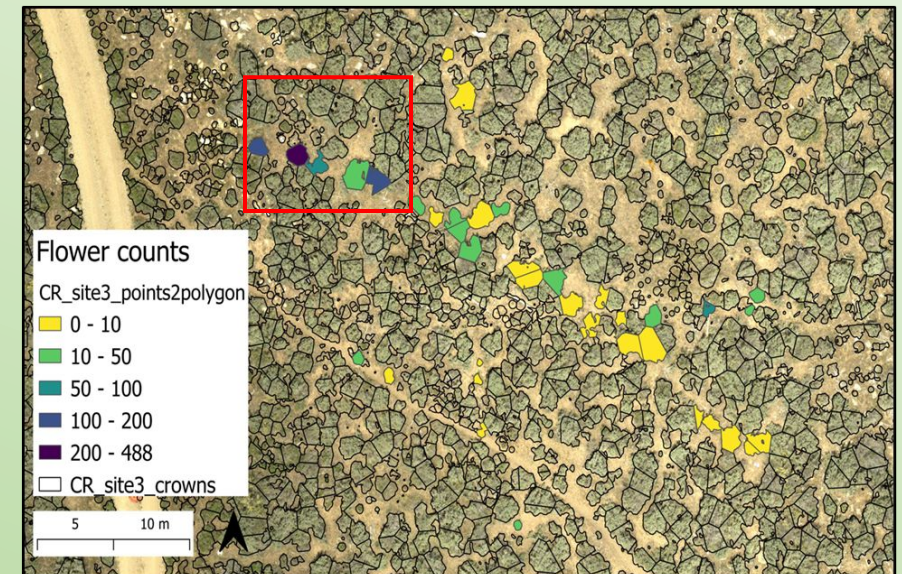 Flower counts
CR_site3_points2polygon
0 - 10
10 - 50
50 - 100
100 - 200
200 - 488
CR_site3_crowns
5 10 m